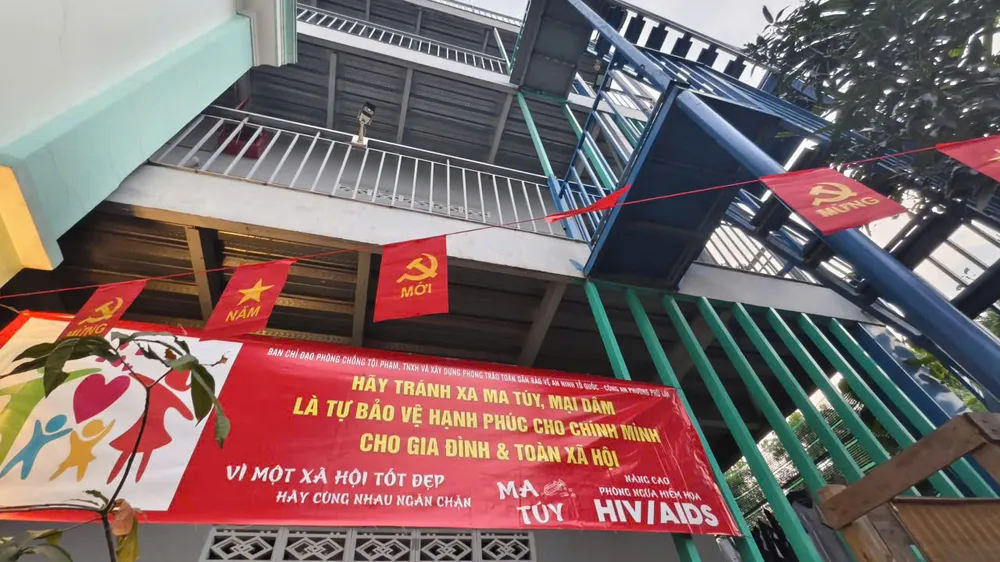 MỪNG
NĂM
MỚI
MỪNG
BAN CHỈ ĐẠO PHÒNG CHỐNG TỘI PHẠM, TNXH VÀ XÂY DỰNG PHONG TRÀO TOÀN DÂN BẢO VỆ AN NINH TỔ QUỐC - CÔNG AN PHƯỜNG PHÚ LỢI
HÃY TRÁNH XA MA TÚY, MẠI DÂM
LÀ TỰ BẢO VỆ HẠNH PHÚC CHO CHÍNH MÌNH
CHO GIA ĐÌNH & TOÀN XÃ HỘI
VÌ MỘT XÃ HỘI TỐT ĐẸP
HÃY CÙNG NHAU NGĂN CHẶN
MA
TÚY
NÂNG CAO
PHÒNG NGỪA HIỂM HỌA
HIV/AIDS